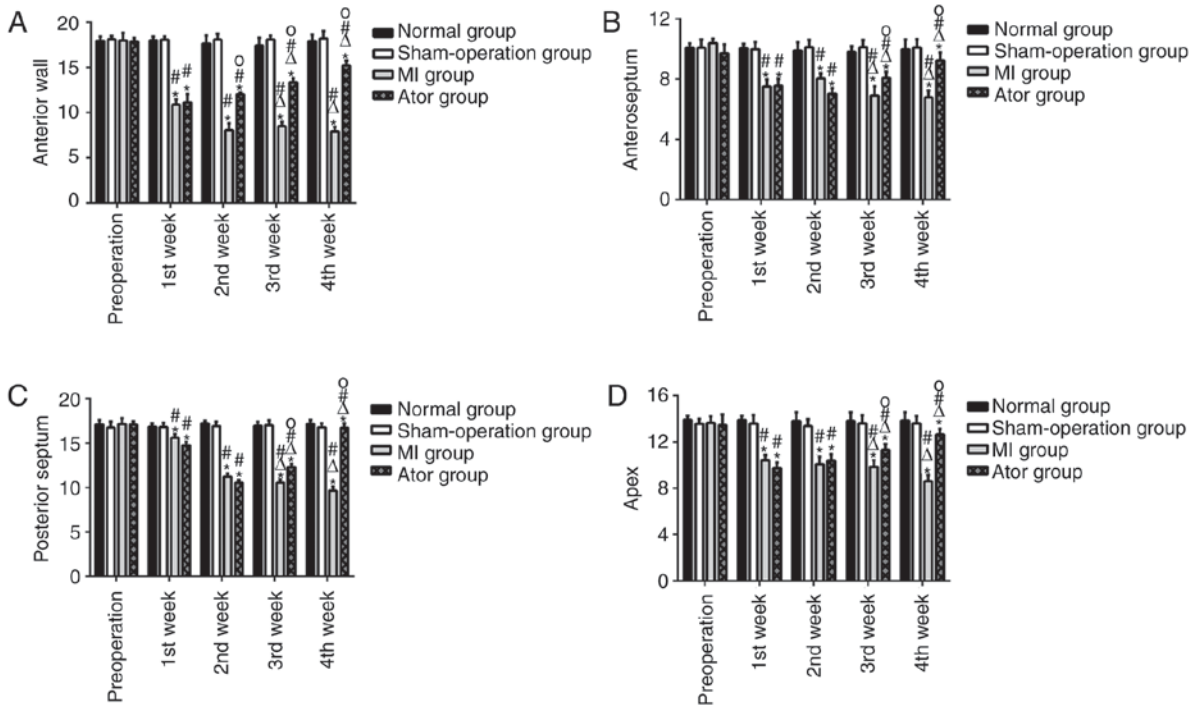 A
Anterior wall
20
15
10
5
0
# #
* *
#
*
O
#
*
#
Δ
*
O
#
Δ
*
#
Δ
*
O
#
Δ
*
Preoperation
1st week
2nd week
3rd week
4th week
Normal group
Sham-operation group
MI group
Ator group
B
Anteroseptum
12
8
4
0
# #
* *
#
*
#
*
#
Δ
*
O
#
Δ
*
#
Δ
*
O
#
Δ
*
Preoperation
1st week
2nd week
3rd week
4th week
Normal group
Sham-operation group
MI group
Ator group
C
Posterior septum
20
15
10
5
0
#
*
#
*
#
*
#
*
#
Δ
*
O
#
Δ
*
#
Δ
*
O
#
Δ
*
Preoperation
1st week
2nd week
3rd week
4th week
Normal group
Sham-operation group
MI group
Ator group
D
Apex
16
12
8
4
0
#
*
#
*
# #
* *
#
Δ
*
O
#
Δ
*
#
Δ
*
O
#
Δ
*
Preoperation
1st week
2nd week
3rd week
4th week
Normal group
Sham-operation group
MI group
Ator group